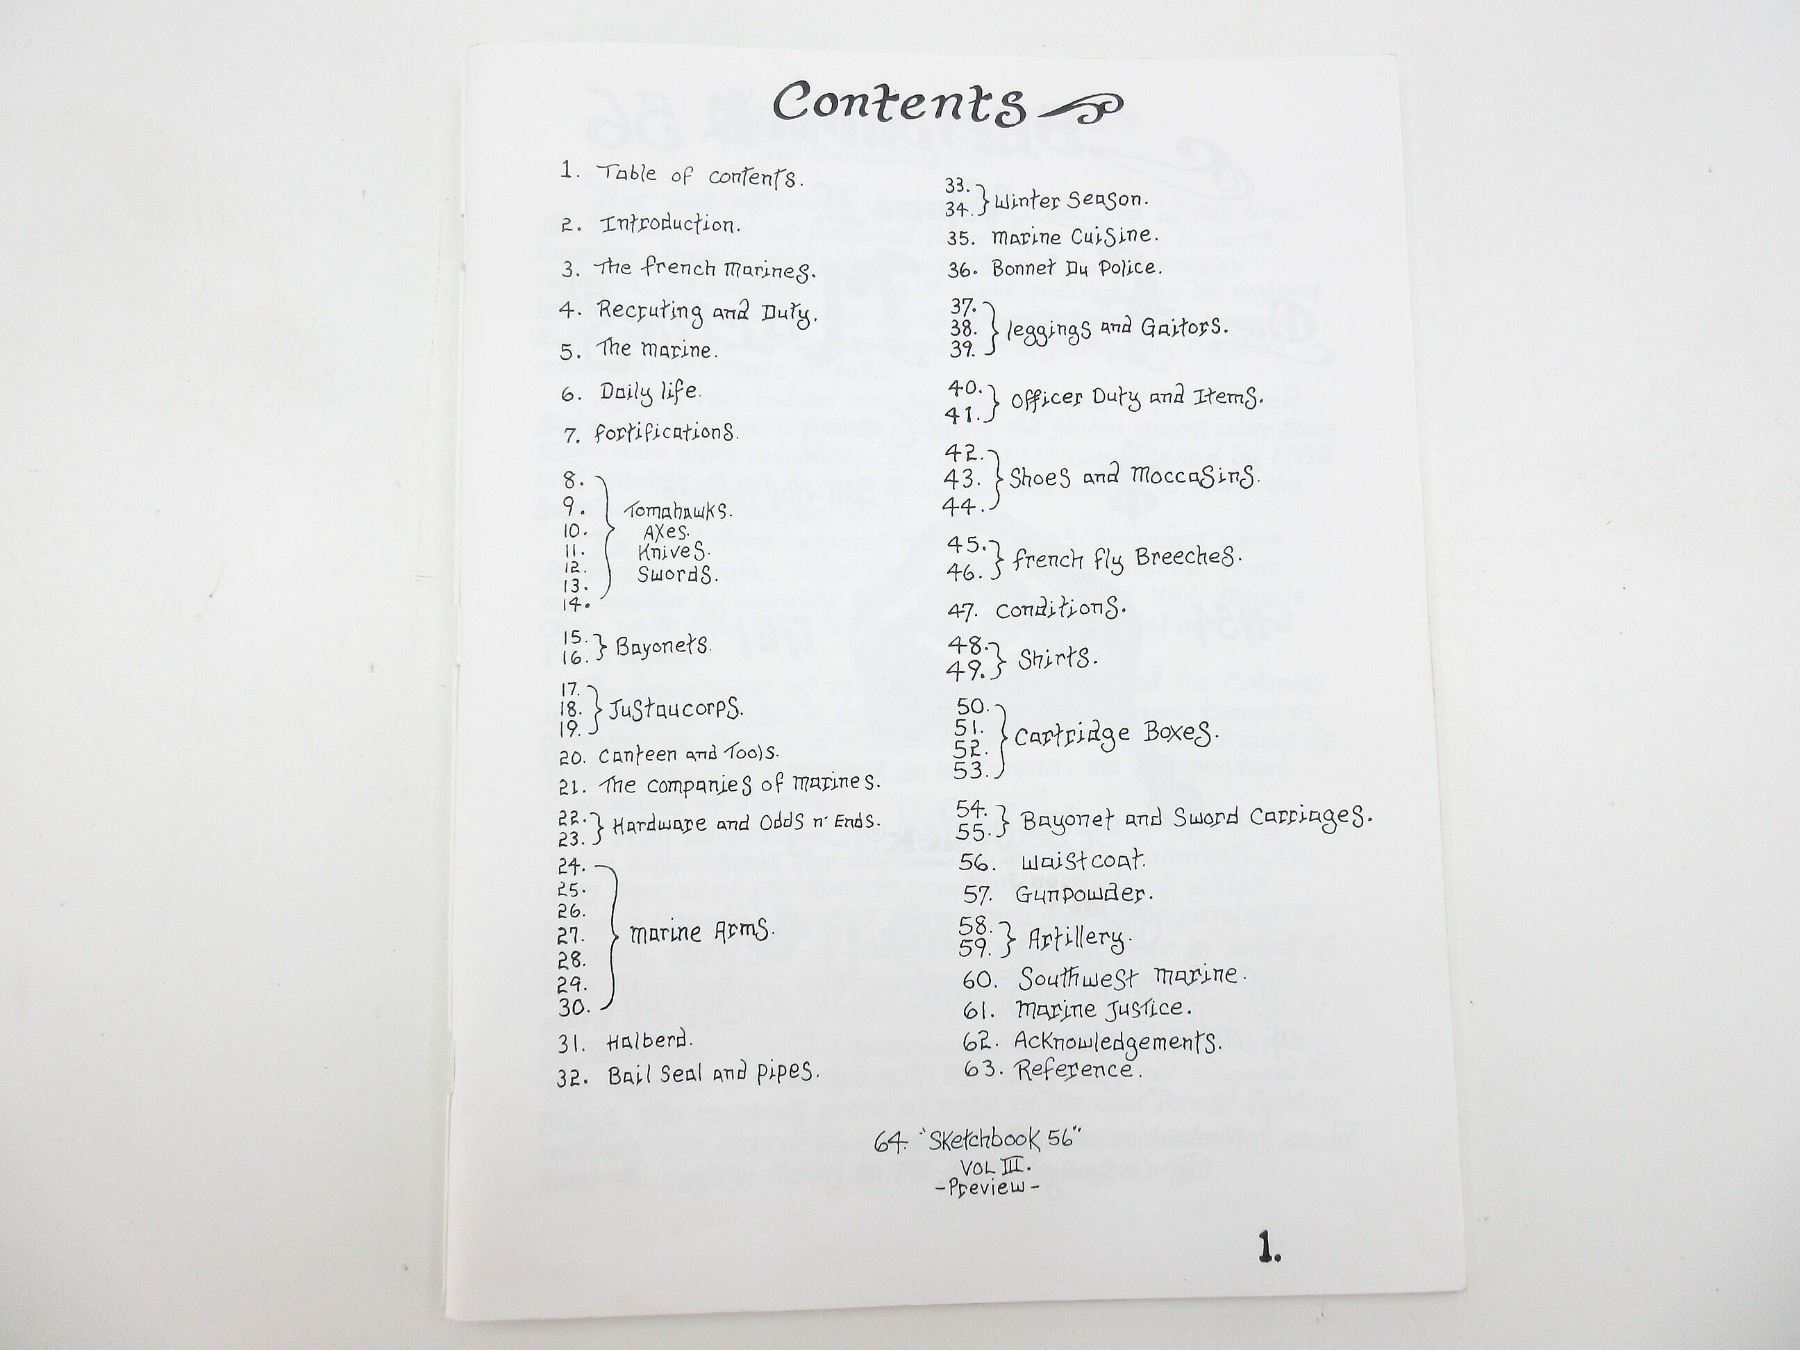 Contents
1. Table of contents.
2. Introduction.
3. The french Marines.
4. Recruting and Duty.
5. The Marine.
6. Daily life.
7. fortifications.
8.
9. Tomahawks.
10. Axes.
11. Knives.
12. Swords.
13.
14.
15.
16. Bayonets.
17.
18. Justaucorps.
19.
20. Canteen and Tools.
21. The companies of Marines.
22.
23. Hardware and Odds n' Ends.
24.
25.
26.
27. Marine Arms.
28.
29.
30.
31. Halberd.
32. Bail Seal and Pipes.
33.
34. Winter Season.
35. Marine Cuisine.
36. Bonnet Du Police.
37.
38. leggings and Gaitors.
39.
40.
41. Officer Duty and Items.
42.
43. Shoes and Moccasins.
44.
45.
46. french fly Breeches.
47. Conditions.
48.
49. Shirts.
50.
51. Cartridge Boxes.
52.
53.
54.
55. Bayonet and Sword Carriages.
56. Waistcoat.
57. Gunpowder.
58.
59. Artillery.
60. Southwest Marine.
61. Marine Justice.
62. Acknowledgements.
63. Reference.
64. "Sketchbook 56"
VOL III.
-Preview-
1.